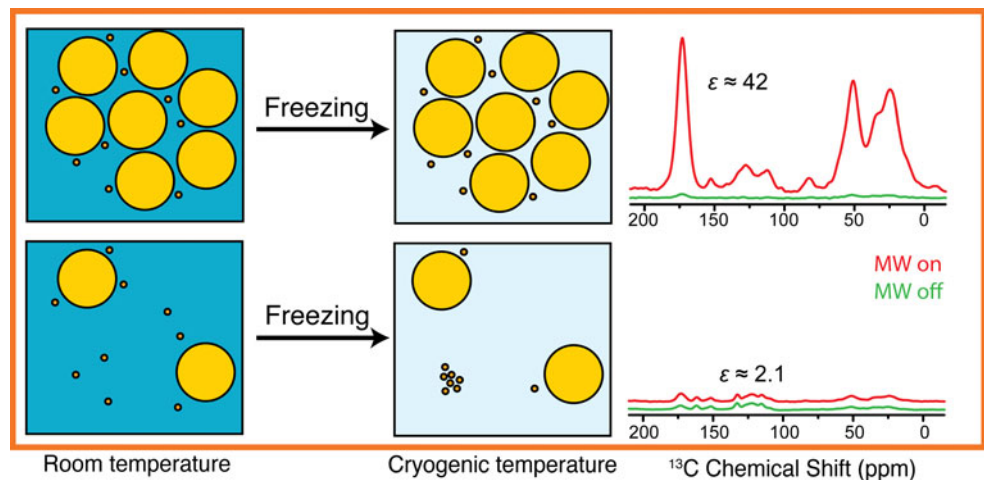 Freezing
ε ≈ 42
200 150 100 50 0
MW on
MW off
Freezing
ε ≈ 2.1
200 150 100 50 0
Room temperature Cryogenic temperature ¹³C Chemical Shift (ppm)